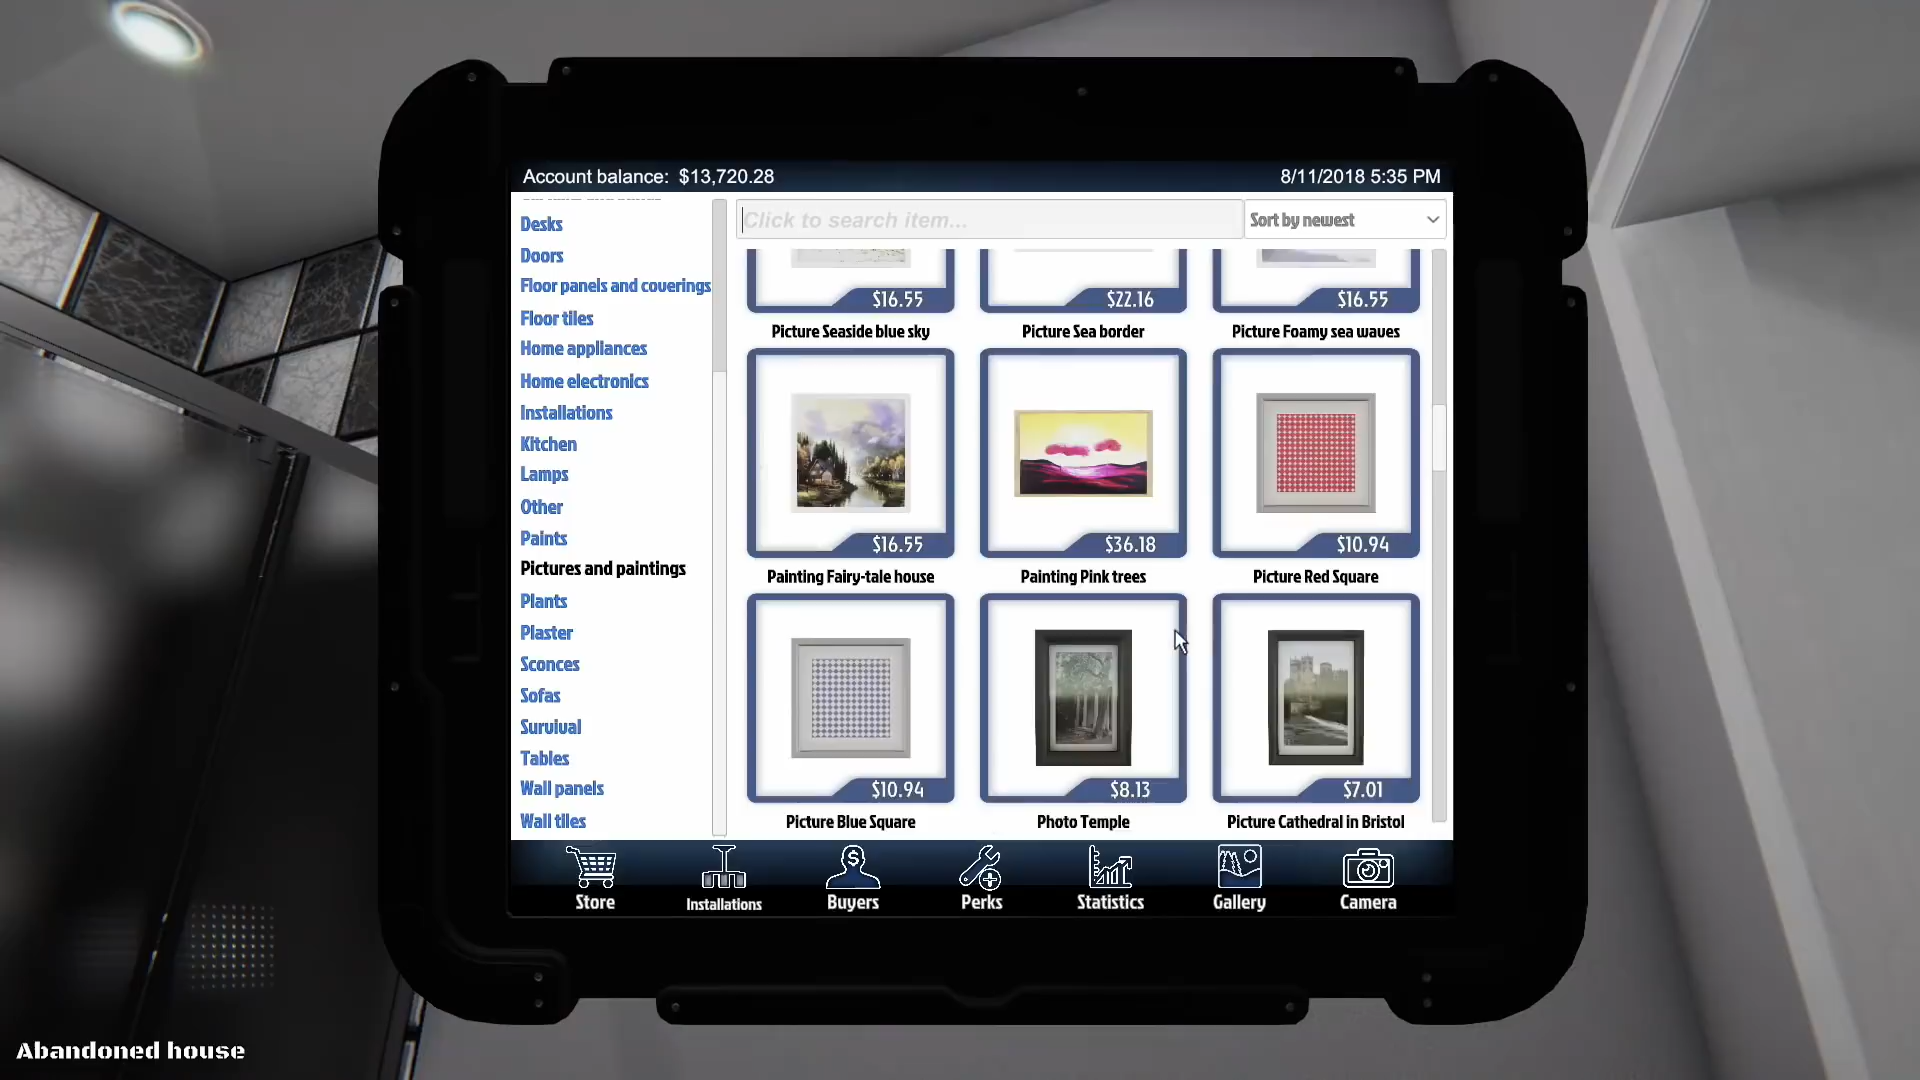 Account balance: $13,720.28
8/11/2018 5:35 PM
Desks
Doors
Floor panels and coverings
Floor tiles
Home appliances
Home electronics
Installations
Kitchen
Lamps
Other
Paints
Pictures and paintings
Plants
Plaster
Sconces
Sofas
Survival
Tables
Wall panels
Wall tiles
Click to search item...
Sort by newest
$16.55
$22.16
$16.55
Picture Seaside blue sky
Picture Sea border
Picture Foamy sea waves
$16.55
$36.18
$10.94
Painting Fairy-tale house
Painting Pink trees
Picture Red Square
$10.94
$8.13
$7.01
Picture Blue Square
Photo Temple
Picture Cathedral in Bristol
Store
Installations
Buyers
Perks
Statistics
Gallery
Camera
Abandoned house